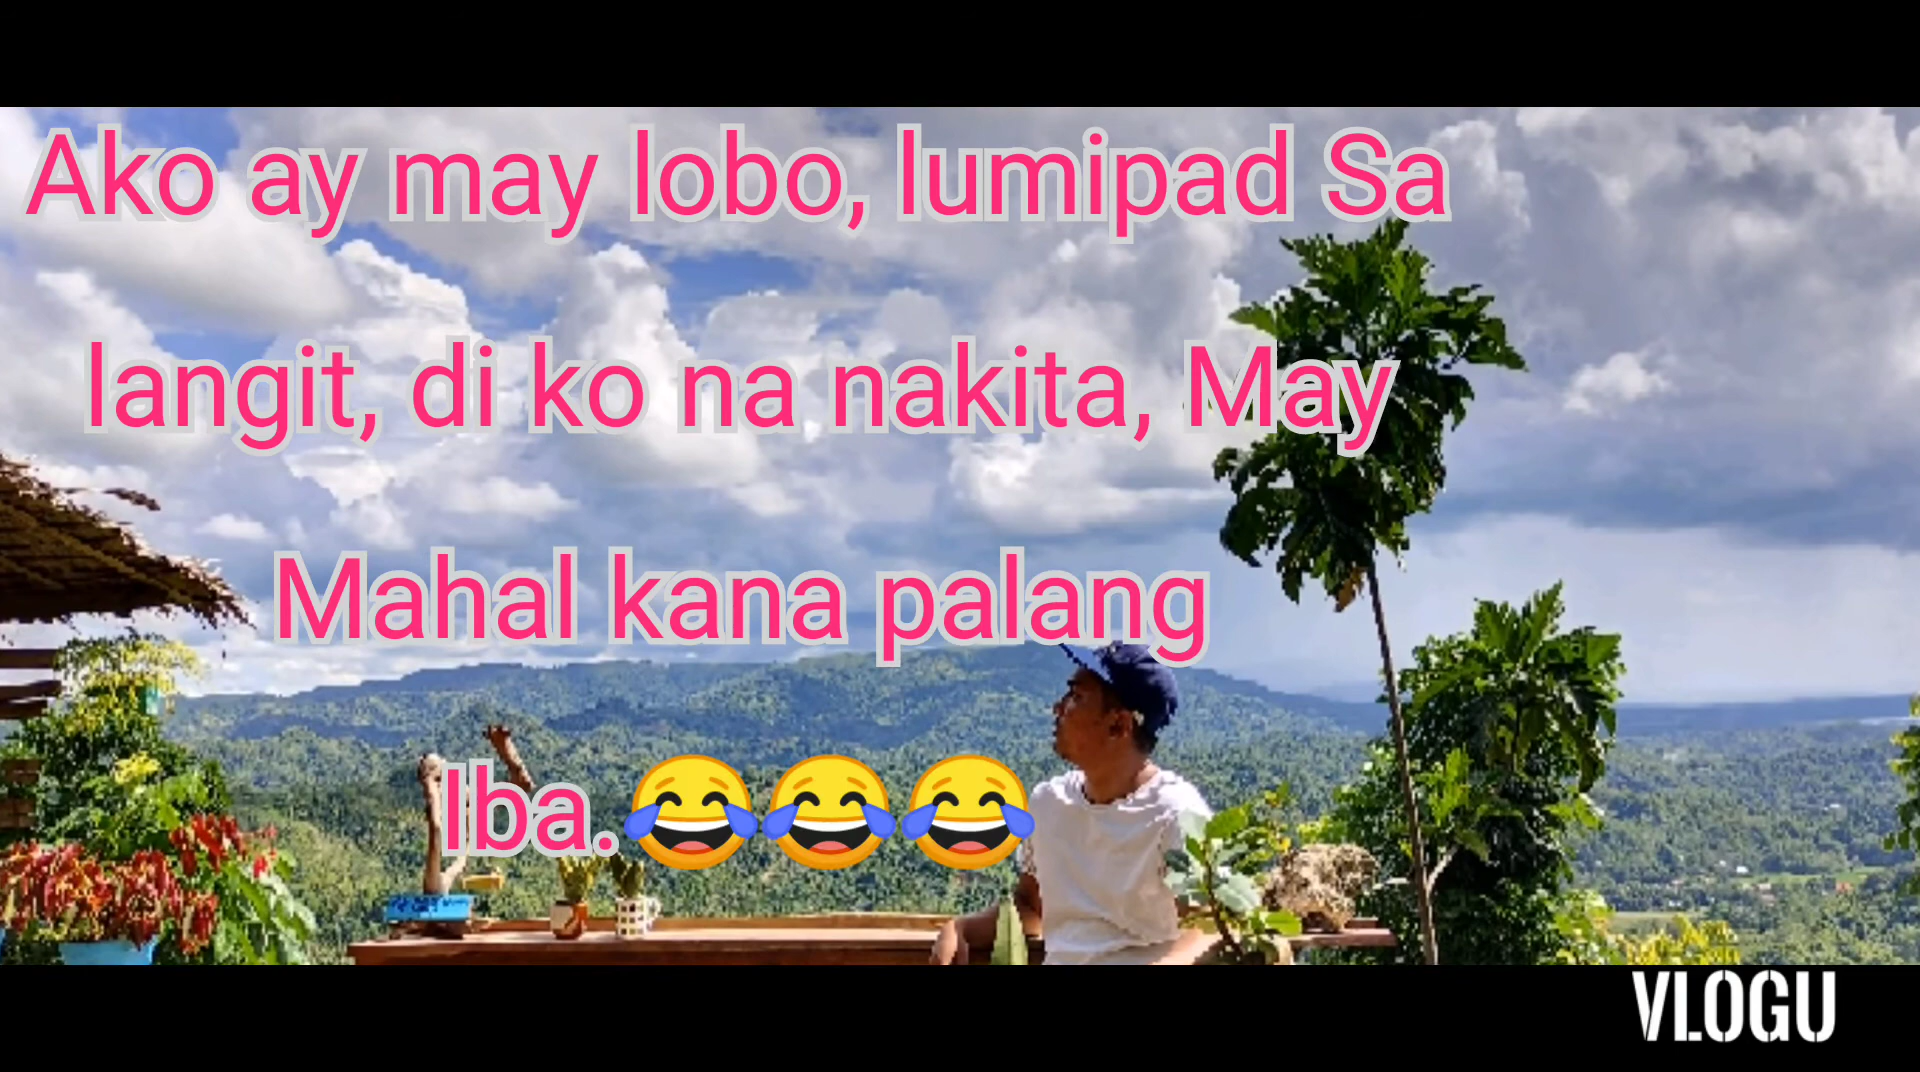 Ako ay may lobo, lumipad Sa
langit, di ko na nakita, May
Mahal kana palang
Iba.😂😂😂
VLOGU